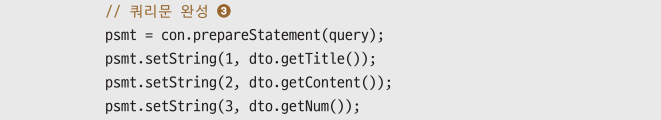 // 쿼리문 완성 ❸
psmt = con.prepareStatement(query);
psmt.setString(1, dto.getTitle());
psmt.setString(2, dto.getContent());
psmt.setString(3, dto.getNum());